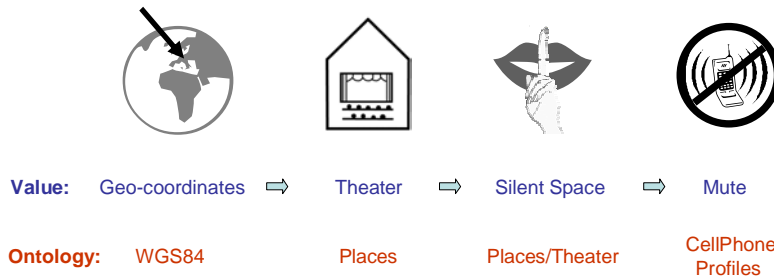 Value: Geo-coordinates ⇨ Theater ⇨ Silent Space ⇨ Mute
Ontology: WGS84 Places Places/Theater CellPhone
Profiles